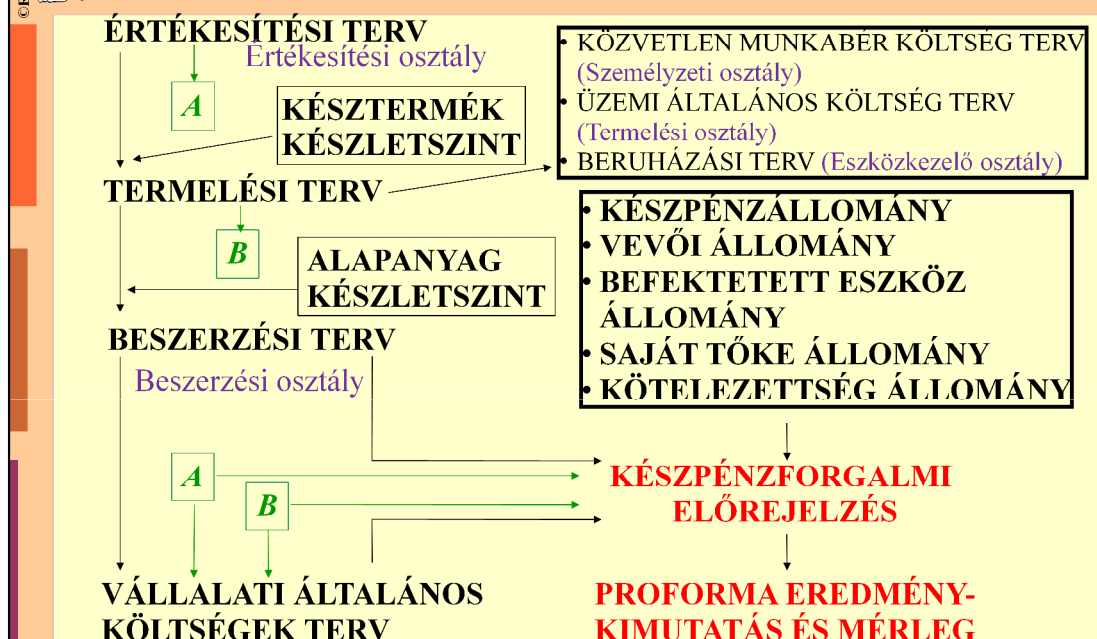 ÉRTÉKESÍTÉSI TERV
Értékesítési osztály
A
KÉSZTERMÉK
KÉSZLETSZINT
• KÖZVETLEN MUNKABÉR KÖLTSÉG TERV
(Személyzeti osztály)
• ÜZEMI ÁLTALÁNOS KÖLTSÉG TERV
(Termelési osztály)
• BERUHÁZÁSI TERV (Eszközkezelő osztály)
TERMELÉSI TERV
B
ALAPANYAG
KÉSZLETSZINT
• KÉSZPÉNZÁLLOMÁNY
• VEVŐI ÁLLOMÁNY
• BEFEKTETETT ESZKÖZ
ÁLLOMÁNY
• SAJÁT TŐKE ÁLLOMÁNY
• KÖTELEZETTSÉG ÁLLOMÁNY
BESZERZÉSI TERV
Beszerzési osztály
A
B
KÉSZPÉNZFORGALMI
ELŐREJELZÉS
VÁLLALATI ÁLTALÁNOS
KÖLTSÉGEK TERV
PROFORMA EREDMÉNY-
KIMUTATÁS ÉS MÉRLEG